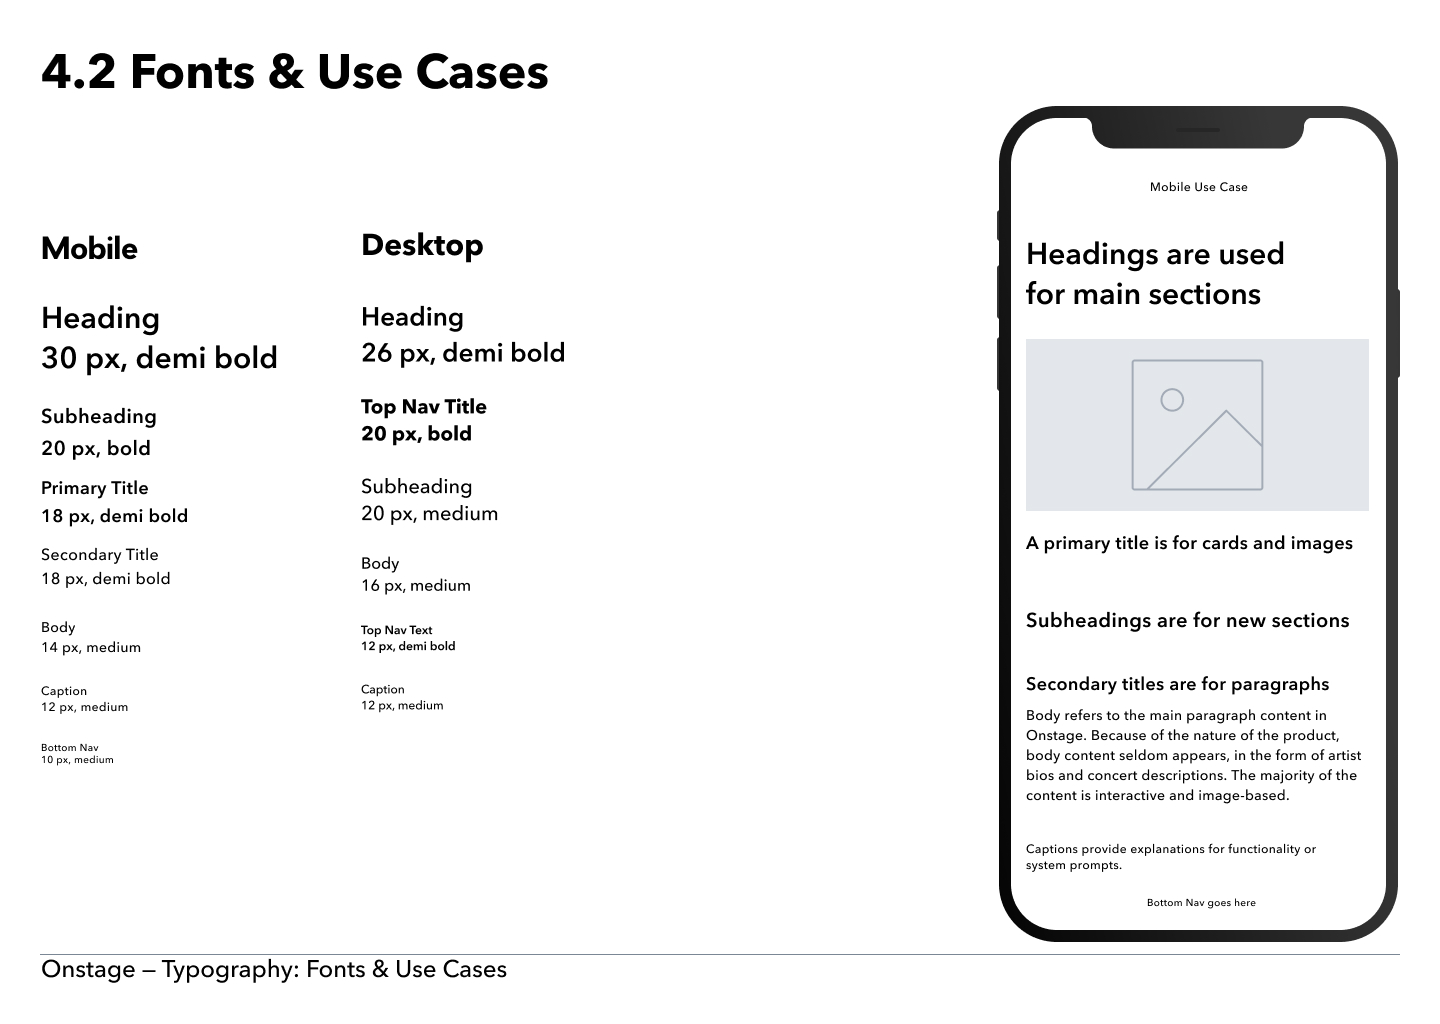 4.2 Fonts & Use Cases
Mobile
Heading
30 px, demi bold
Subheading
20 px, bold
Primary Title
18 px, demi bold
Secondary Title
18 px, demi bold
Body
14 px, medium
Caption
12 px, medium
Bottom Nav
10 px, medium
Desktop
Heading
26 px, demi bold
Top Nav Title
20 px, bold
Subheading
20 px, medium
Body
16 px, medium
Top Nav Text
12 px, demi bold
Caption
12 px, medium
Mobile Use Case
Headings are used
for main sections
A primary title is for cards and images
Subheadings are for new sections
Secondary titles are for paragraphs
Body refers to the main paragraph content in
Onstage. Because of the nature of the product,
body content seldom appears, in the form of artist
bios and concert descriptions. The majority of the
content is interactive and image-based.
Captions provide explanations for functionality or
system prompts.
Bottom Nav goes here
Onstage – Typography: Fonts & Use Cases